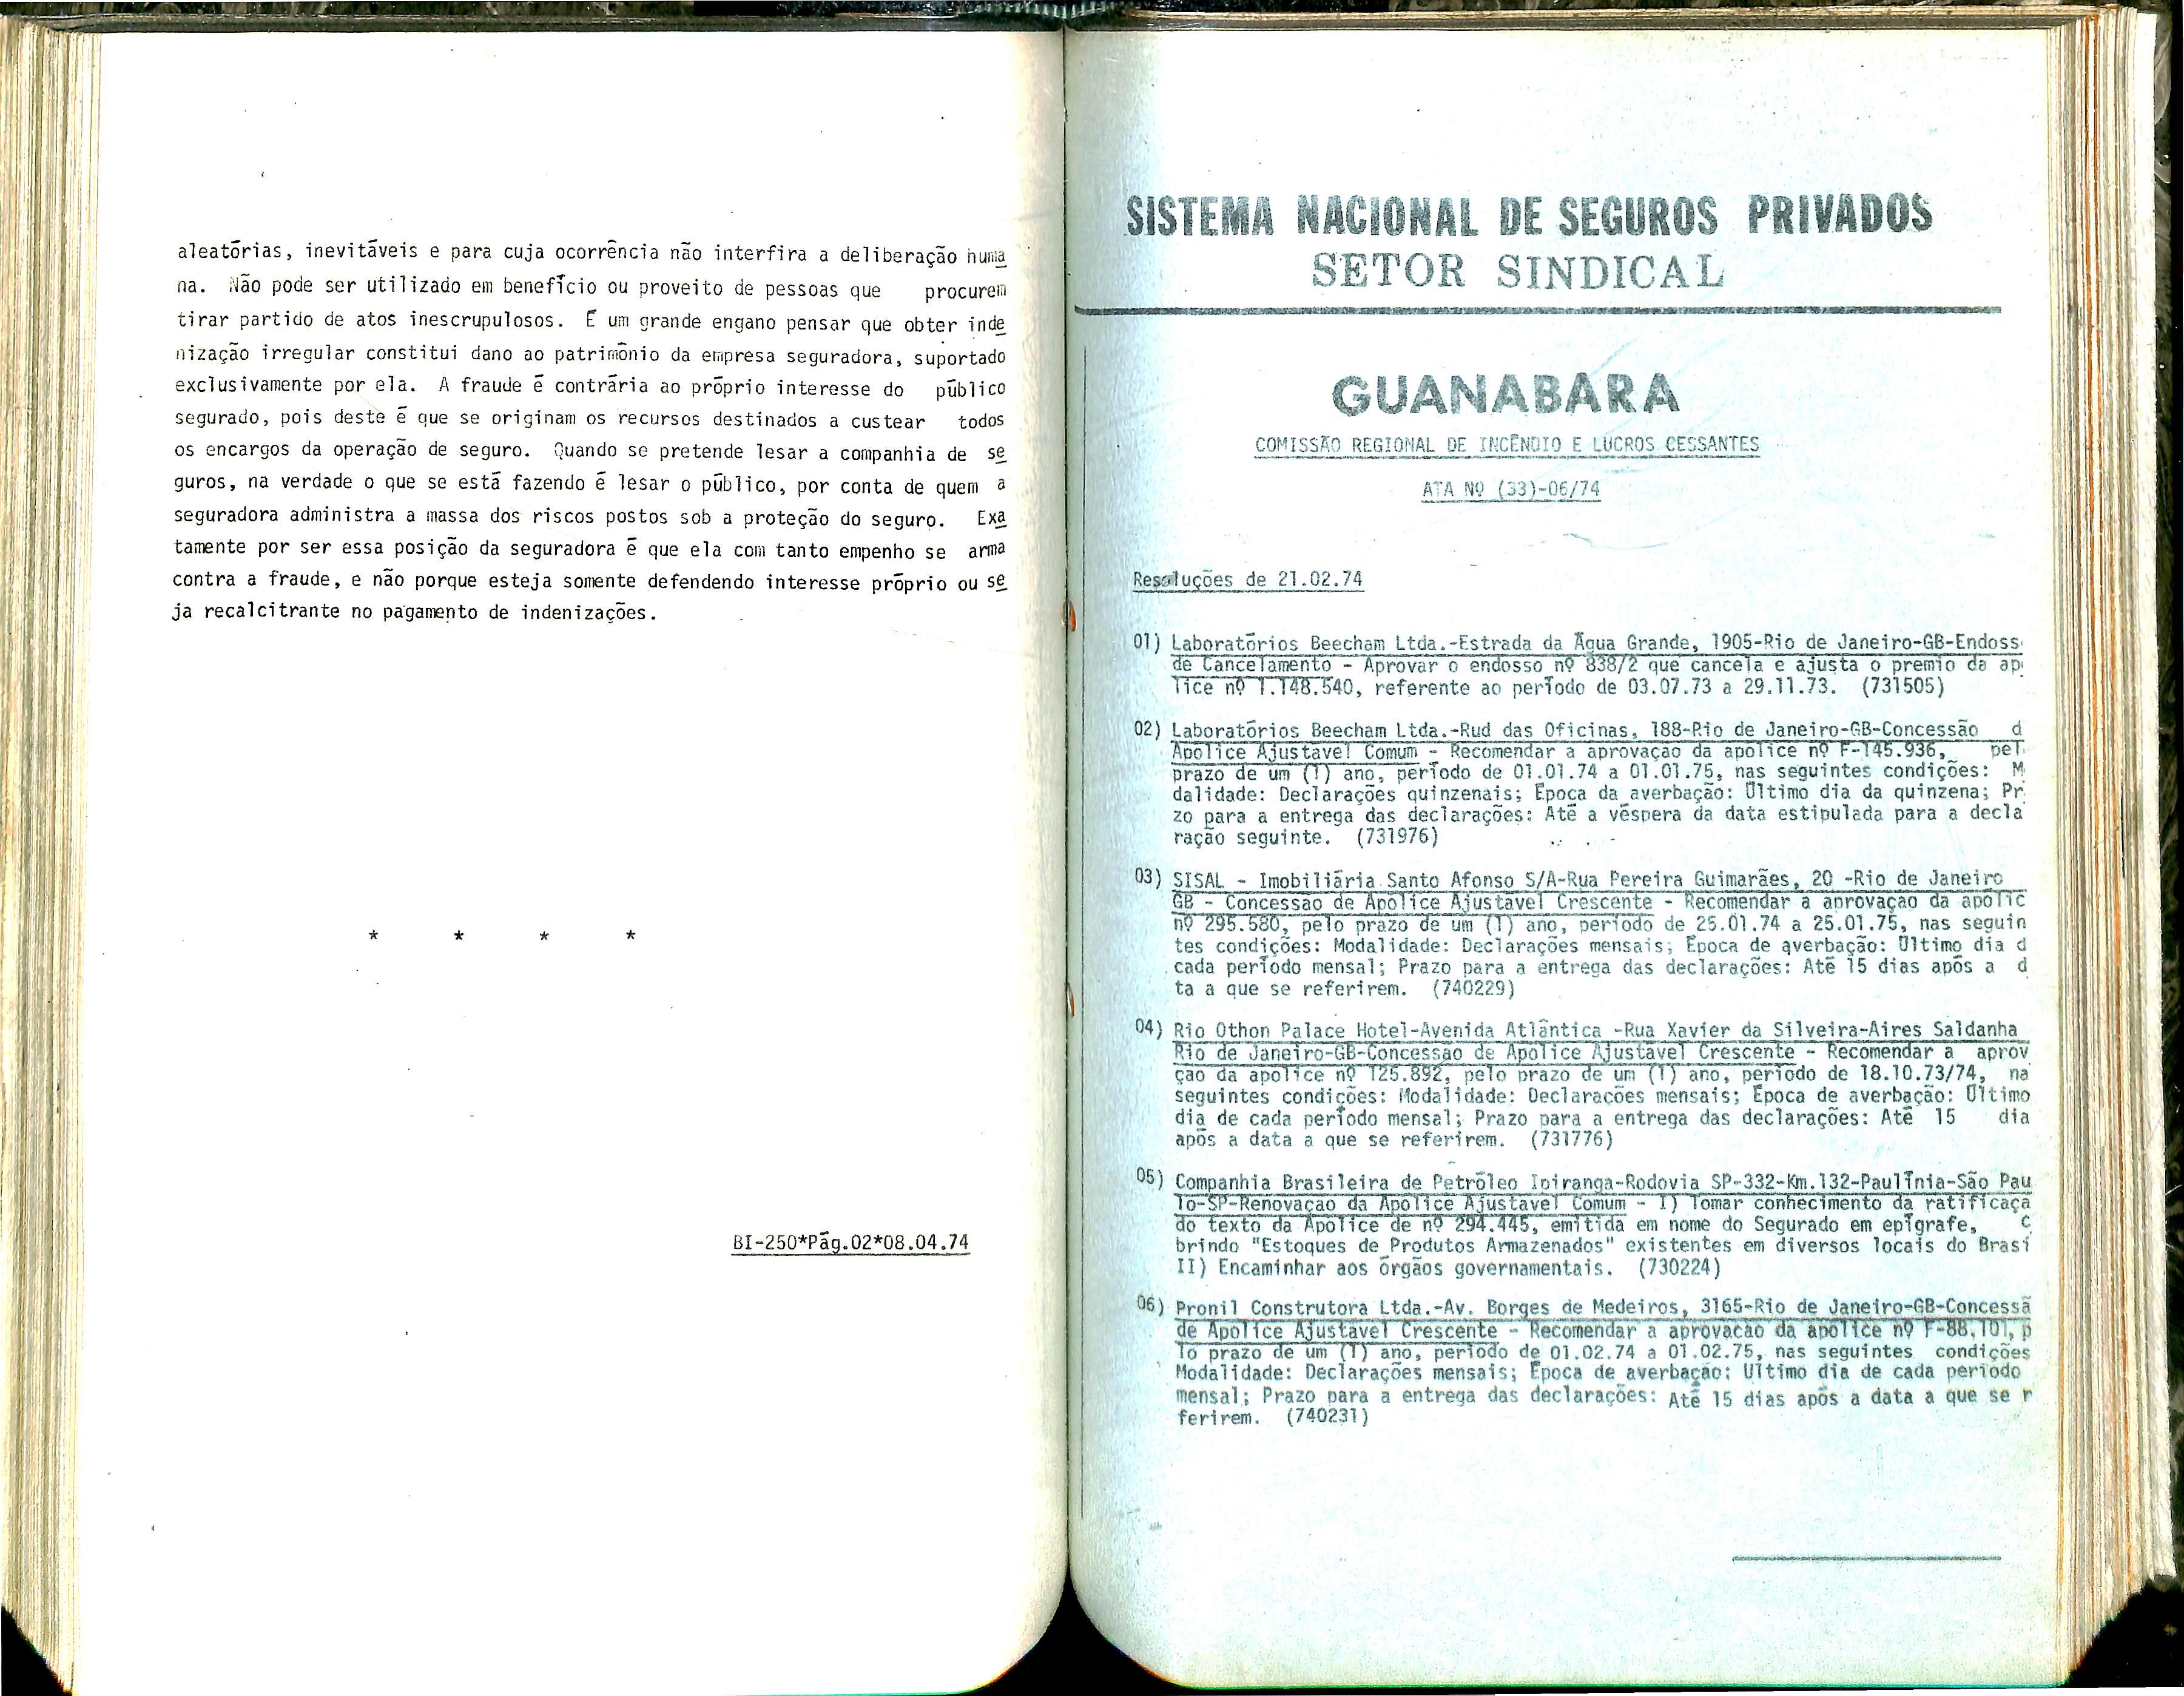 aleatórias, inevitáveis e para cuja ocorrência não interfira a deliberação huma
na. Não pode ser utilizado em benefício ou proveito de pessoas que procurem
tirar partido de atos inescrupulosos. É um grande engano pensar que obter inde
nização irregular constitui dano ao patrimônio da empresa seguradora, suportado
exclusivamente por ela. A fraude é contrária ao próprio interesse do público
segurado, pois deste é que se originam os recursos destinados a custear todos
os encargos da operação de seguro. Quando se pretende lesar a companhia de se
guros, na verdade o que se está fazendo é lesar o público, por conta de quem a
seguradora administra a massa dos riscos postos sob a proteção do seguro. Exa
tamente por ser essa posição da seguradora é que ela com tanto empenho se arma
contra a fraude, e não porque esteja somente defendendo interesse próprio ou se
ja recalcitrante no pagamento de indenizações.
* * * *
BI-250*Pág.02*08.04.74
SISTEMA NACIONAL DE SEGUROS PRIVADOS
SETOR SINDICAL
GUANABARA
COMISSÃO REGIONAL DE INCÊNDIO E LUCROS CESSANTES
ATA Nº (33)-06/74
Resoluções de 21.02.74
01) Laboratórios Beecham Ltda.-Estrada da Água Grande, 1905-Rio de Janeiro-GB-Endoss
de Cancelamento - Aprovar o endosso nº 838/2 que cancela e ajusta o premio da ap
lice nº 1.148.540, referente ao período de 03.07.73 a 29.11.73. (731505)
02) Laboratórios Beecham Ltda.-Rud das Oficinas, 188-Rio de Janeiro-GB-Concessão d
Apolice Ajustavel Comum - Recomendar a aprovaçao da apolice nº F-145.936, pel
prazo de um (1) ano, período de 01.01.74 a 01.01.75, nas seguintes condições: M
dalidade: Declarações quinzenais; Época da averbação: Último dia da quinzena; Pr
zo para a entrega das declarações: Até a véspera da data estipulada para a decla
ração seguinte. (731976)
03) SISAL - Imobiliária Santo Afonso S/A-Rua Pereira Guimarães, 20 -Rio de Janeiro
GB - Concessao de Apolice Ajustavel Crescente - Recomendar a aprovaçao da apolic
nº 295.580, pelo prazo de um (1) ano, período de 25.01.74 a 25.01.75, nas seguin
tes condições: Modalidade: Declarações mensais; Época de averbação: Último dia d
cada período mensal; Prazo para a entrega das declarações: Até 15 dias após a d
ta a que se referirem. (740229)
04) Rio Othon Palace Hotel-Avenida Atlântica -Rua Xavier da Silveira-Aires Saldanha
Rio de Janeiro-GB-Concessao de Apolice Ajustavel Crescente - Recomendar a aprov
çao da apolice nº 125.892, pelo prazo de um (1) ano, período de 18.10.73/74, na
seguintes condições: Modalidade: Declarações mensais; Época de averbação: Último
dia de cada período mensal; Prazo para a entrega das declarações: Até 15 dia
após a data a que se referirem. (731776)
05) Companhia Brasileira de Petróleo Ipiranga-Rodovia SP-332-Km.132-Paulínia-São Pau
lo-SP-Renovaçao da Apolice Ajustavel Comum - I) Tomar conhecimento da ratificaça
do texto da Apolice de nº 294.445, emitida em nome do Segurado em epígrafe, c
brindo "Estoques de Produtos Armazenados" existentes em diversos locais do Brasi
II) Encaminhar aos órgãos governamentais. (730224)
06) Pronil Construtora Ltda.-Av. Borges de Medeiros, 3165-Rio de Janeiro-GB-Concessã
de Apolice Ajustavel Crescente - Recomendar a aprovacao da apolice nº F-88.101, p
lo prazo de um (1) ano, período de 01.02.74 a 01.02.75, nas seguintes condições
Modalidade: Declarações mensais; Época de averbação: Último dia de cada período
mensal; Prazo para a entrega das declarações: Até 15 dias após a data a que se r
ferirem. (740231)